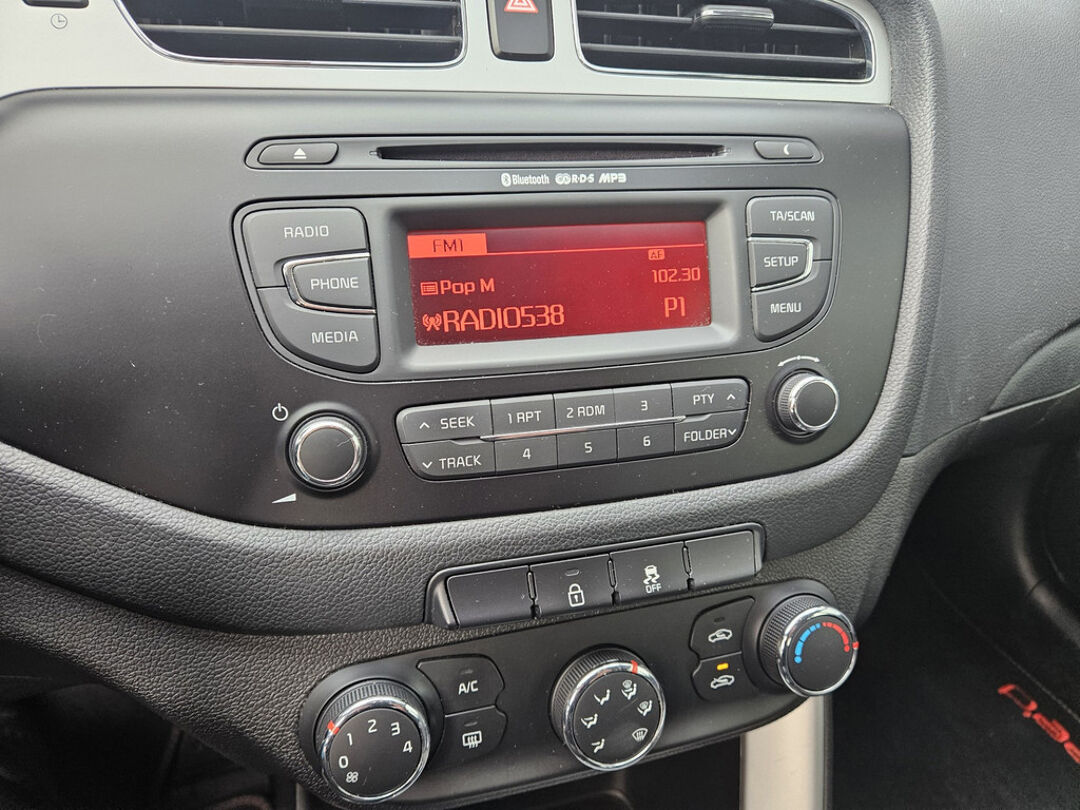 Bluetooth R·D·S MP3
RADIO
PHONE
MEDIA
FM1
AF
Pop M
102.30
RADIO538
P1
TA/SCAN
SETUP
MENU
SEEK
1 RPT
2 RDM
3
PTY
TRACK
4
5
6
FOLDER
OFF
A/C
0
1
2
3
4